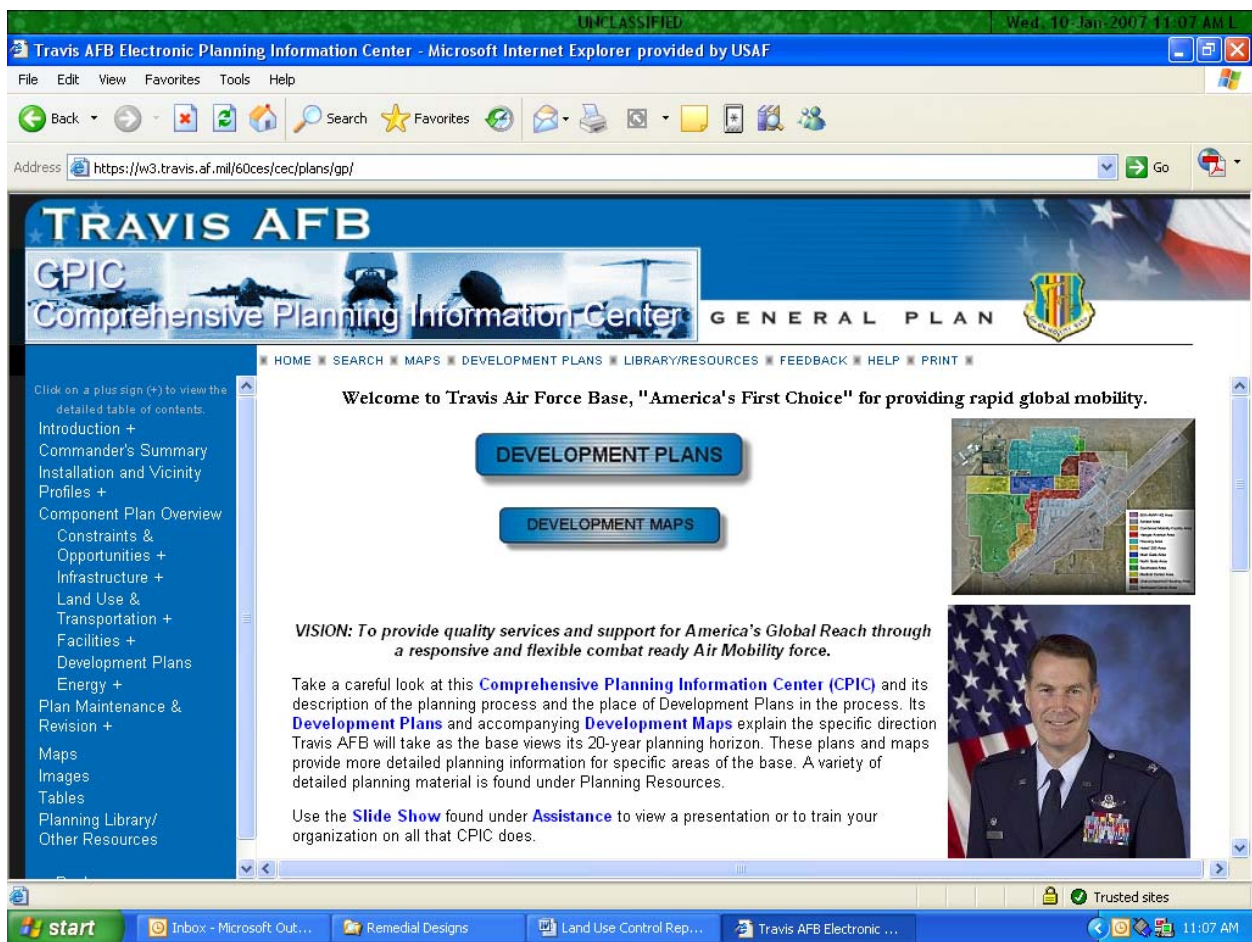 UNCLASSIFIED
Wed, 10-Jan-2007 11:07 AM L
Travis AFB Electronic Planning Information Center - Microsoft Internet Explorer provided by USAF
File Edit View Favorites Tools Help
Back Search Favorites
Address https://w3.travis.af.mil/60ces/cec/plans/gp/ Go
TRAVIS AFB
CPIC
Comprehensive Planning Information Center
GENERAL PLAN
HOME SEARCH MAPS DEVELOPMENT PLANS LIBRARY/RESOURCES FEEDBACK HELP PRINT
Click on a plus sign (+) to view the
detailed table of contents.
Introduction +
Commander's Summary
Installation and Vicinity
Profiles +
Component Plan Overview
Constraints &
Opportunities +
Infrastructure +
Land Use &
Transportation +
Facilities +
Development Plans
Energy +
Plan Maintenance &
Revision +
Maps
Images
Tables
Planning Library/
Other Resources
Welcome to Travis Air Force Base, "America's First Choice" for providing rapid global mobility.
DEVELOPMENT PLANS
DEVELOPMENT MAPS
VISION: To provide quality services and support for America's Global Reach through
a responsive and flexible combat ready Air Mobility force.
Take a careful look at this Comprehensive Planning Information Center (CPIC) and its
description of the planning process and the place of Development Plans in the process. Its
Development Plans and accompanying Development Maps explain the specific direction
Travis AFB will take as the base views its 20-year planning horizon. These plans and maps
provide more detailed planning information for specific areas of the base. A variety of
detailed planning material is found under Planning Resources.
Use the Slide Show found under Assistance to view a presentation or to train your
organization on all that CPIC does.
Trusted sites
start
Inbox - Microsoft Out...
Remedial Designs
Land Use Control Rep...
Travis AFB Electronic ...
11:07 AM